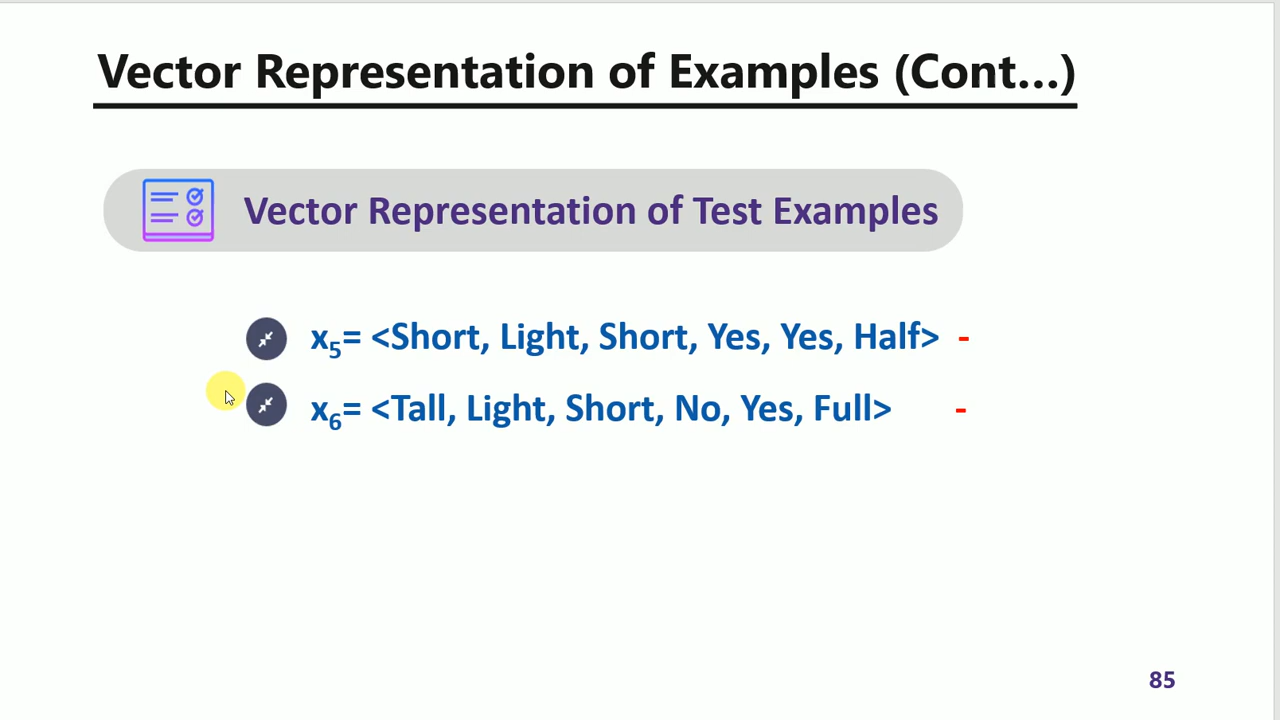 Vector Representation of Examples (Cont...)
Vector Representation of Test Examples
x5= <Short, Light, Short, Yes, Yes, Half> -
x6= <Tall, Light, Short, No, Yes, Full> -
85